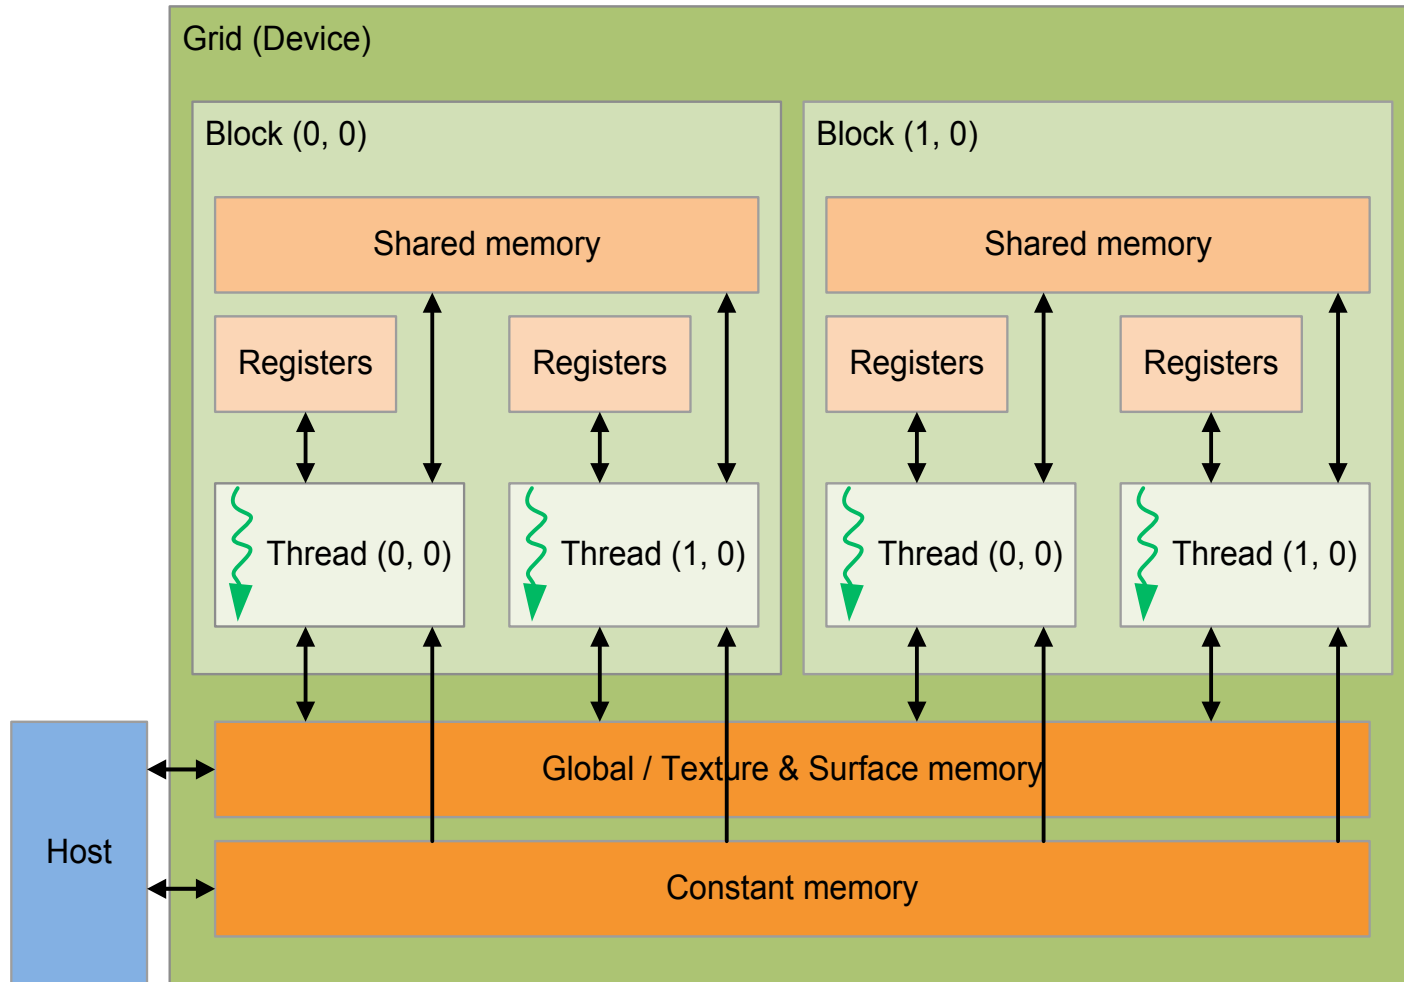 Grid (Device)
Block (0, 0)
Block (1, 0)
Shared memory
Shared memory
Registers
Registers
Registers
Registers
Thread (0, 0)
Thread (1, 0)
Thread (0, 0)
Thread (1, 0)
Global / Texture & Surface memory
Host
Constant memory